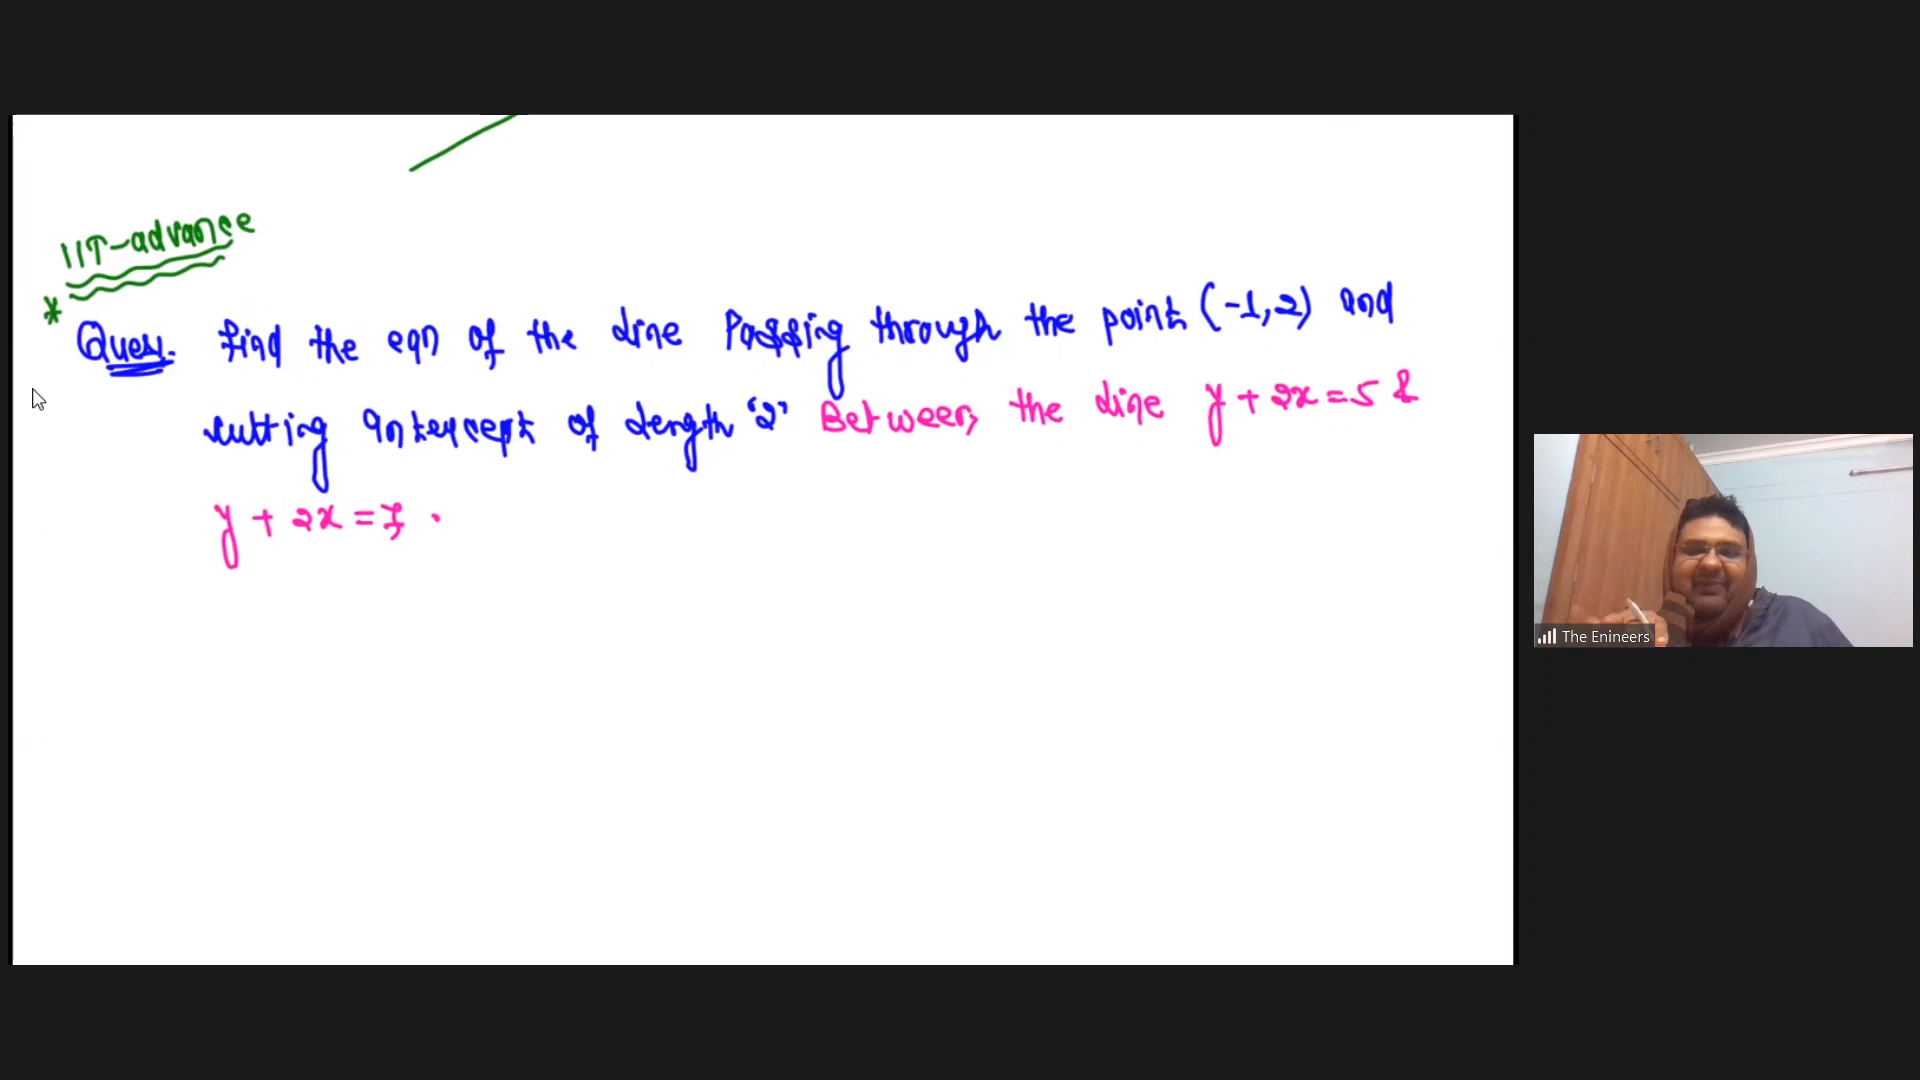 IIT-advance
* Ques. Find the eqn of the line Passing through the point (-1,2) and
cutting intercept of length '2' Between the line y + 2x = 5 &
y + 2x = 7 .
The Enineers